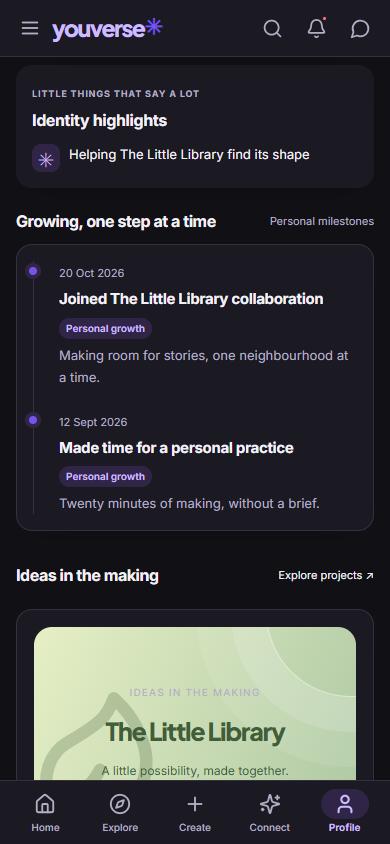 youverse
LITTLE THINGS THAT SAY A LOT
Identity highlights
Helping The Little Library find its shape
Growing, one step at a time
Personal milestones
20 Oct 2026
Joined The Little Library collaboration
Personal growth
Making room for stories, one neighbourhood at
a time.
12 Sept 2026
Made time for a personal practice
Personal growth
Twenty minutes of making, without a brief.
Ideas in the making
Explore projects ↗
IDEAS IN THE MAKING
The Little Library
A little possibility, made together.
Home
Explore
Create
Connect
Profile